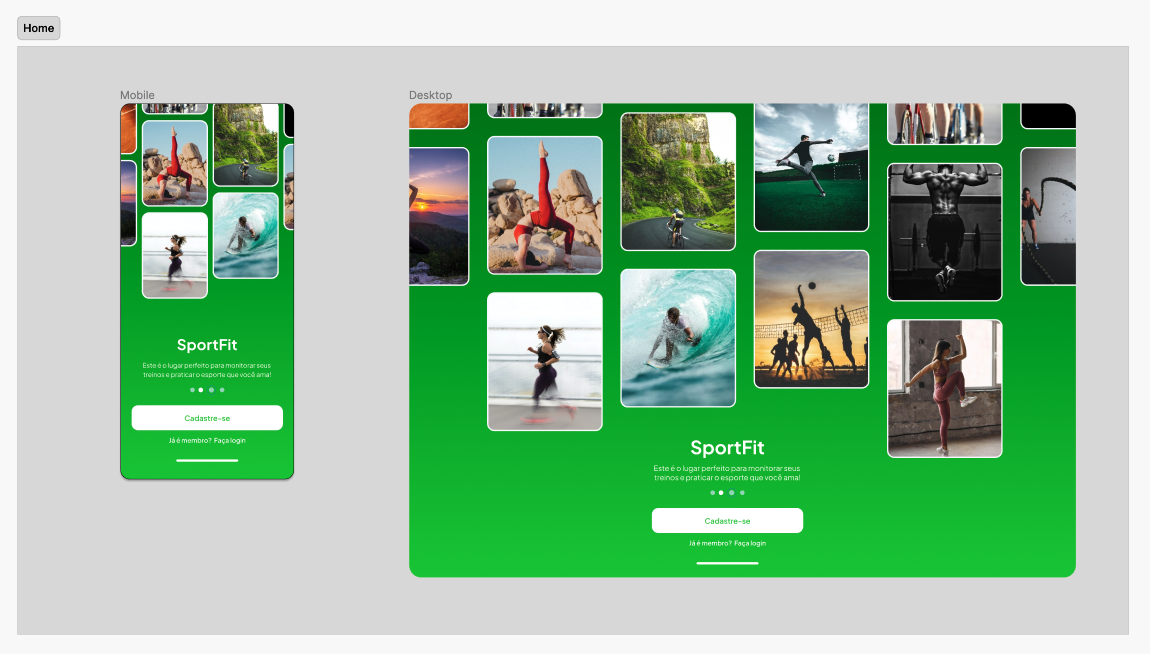 Home
Mobile
SportFit
Este é o lugar perfeito para monitorar seus
treinos e praticar o esporte que você ama!
Cadastre-se
Já é membro? Faça login
Desktop
SportFit
Este é o lugar perfeito para monitorar seus
treinos e praticar o esporte que você ama!
Cadastre-se
Já é membro? Faça login